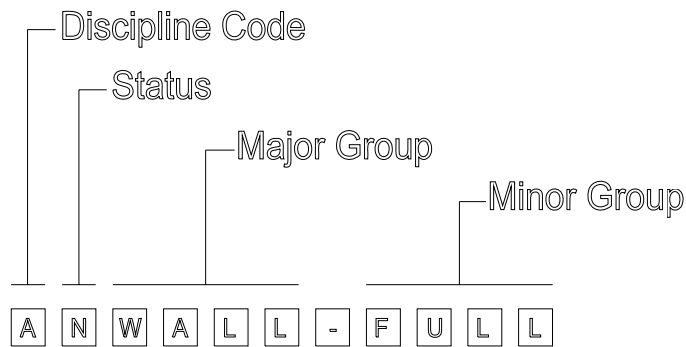 Discipline Code
Status
Major Group
Minor Group
A N W A L L - F U L L